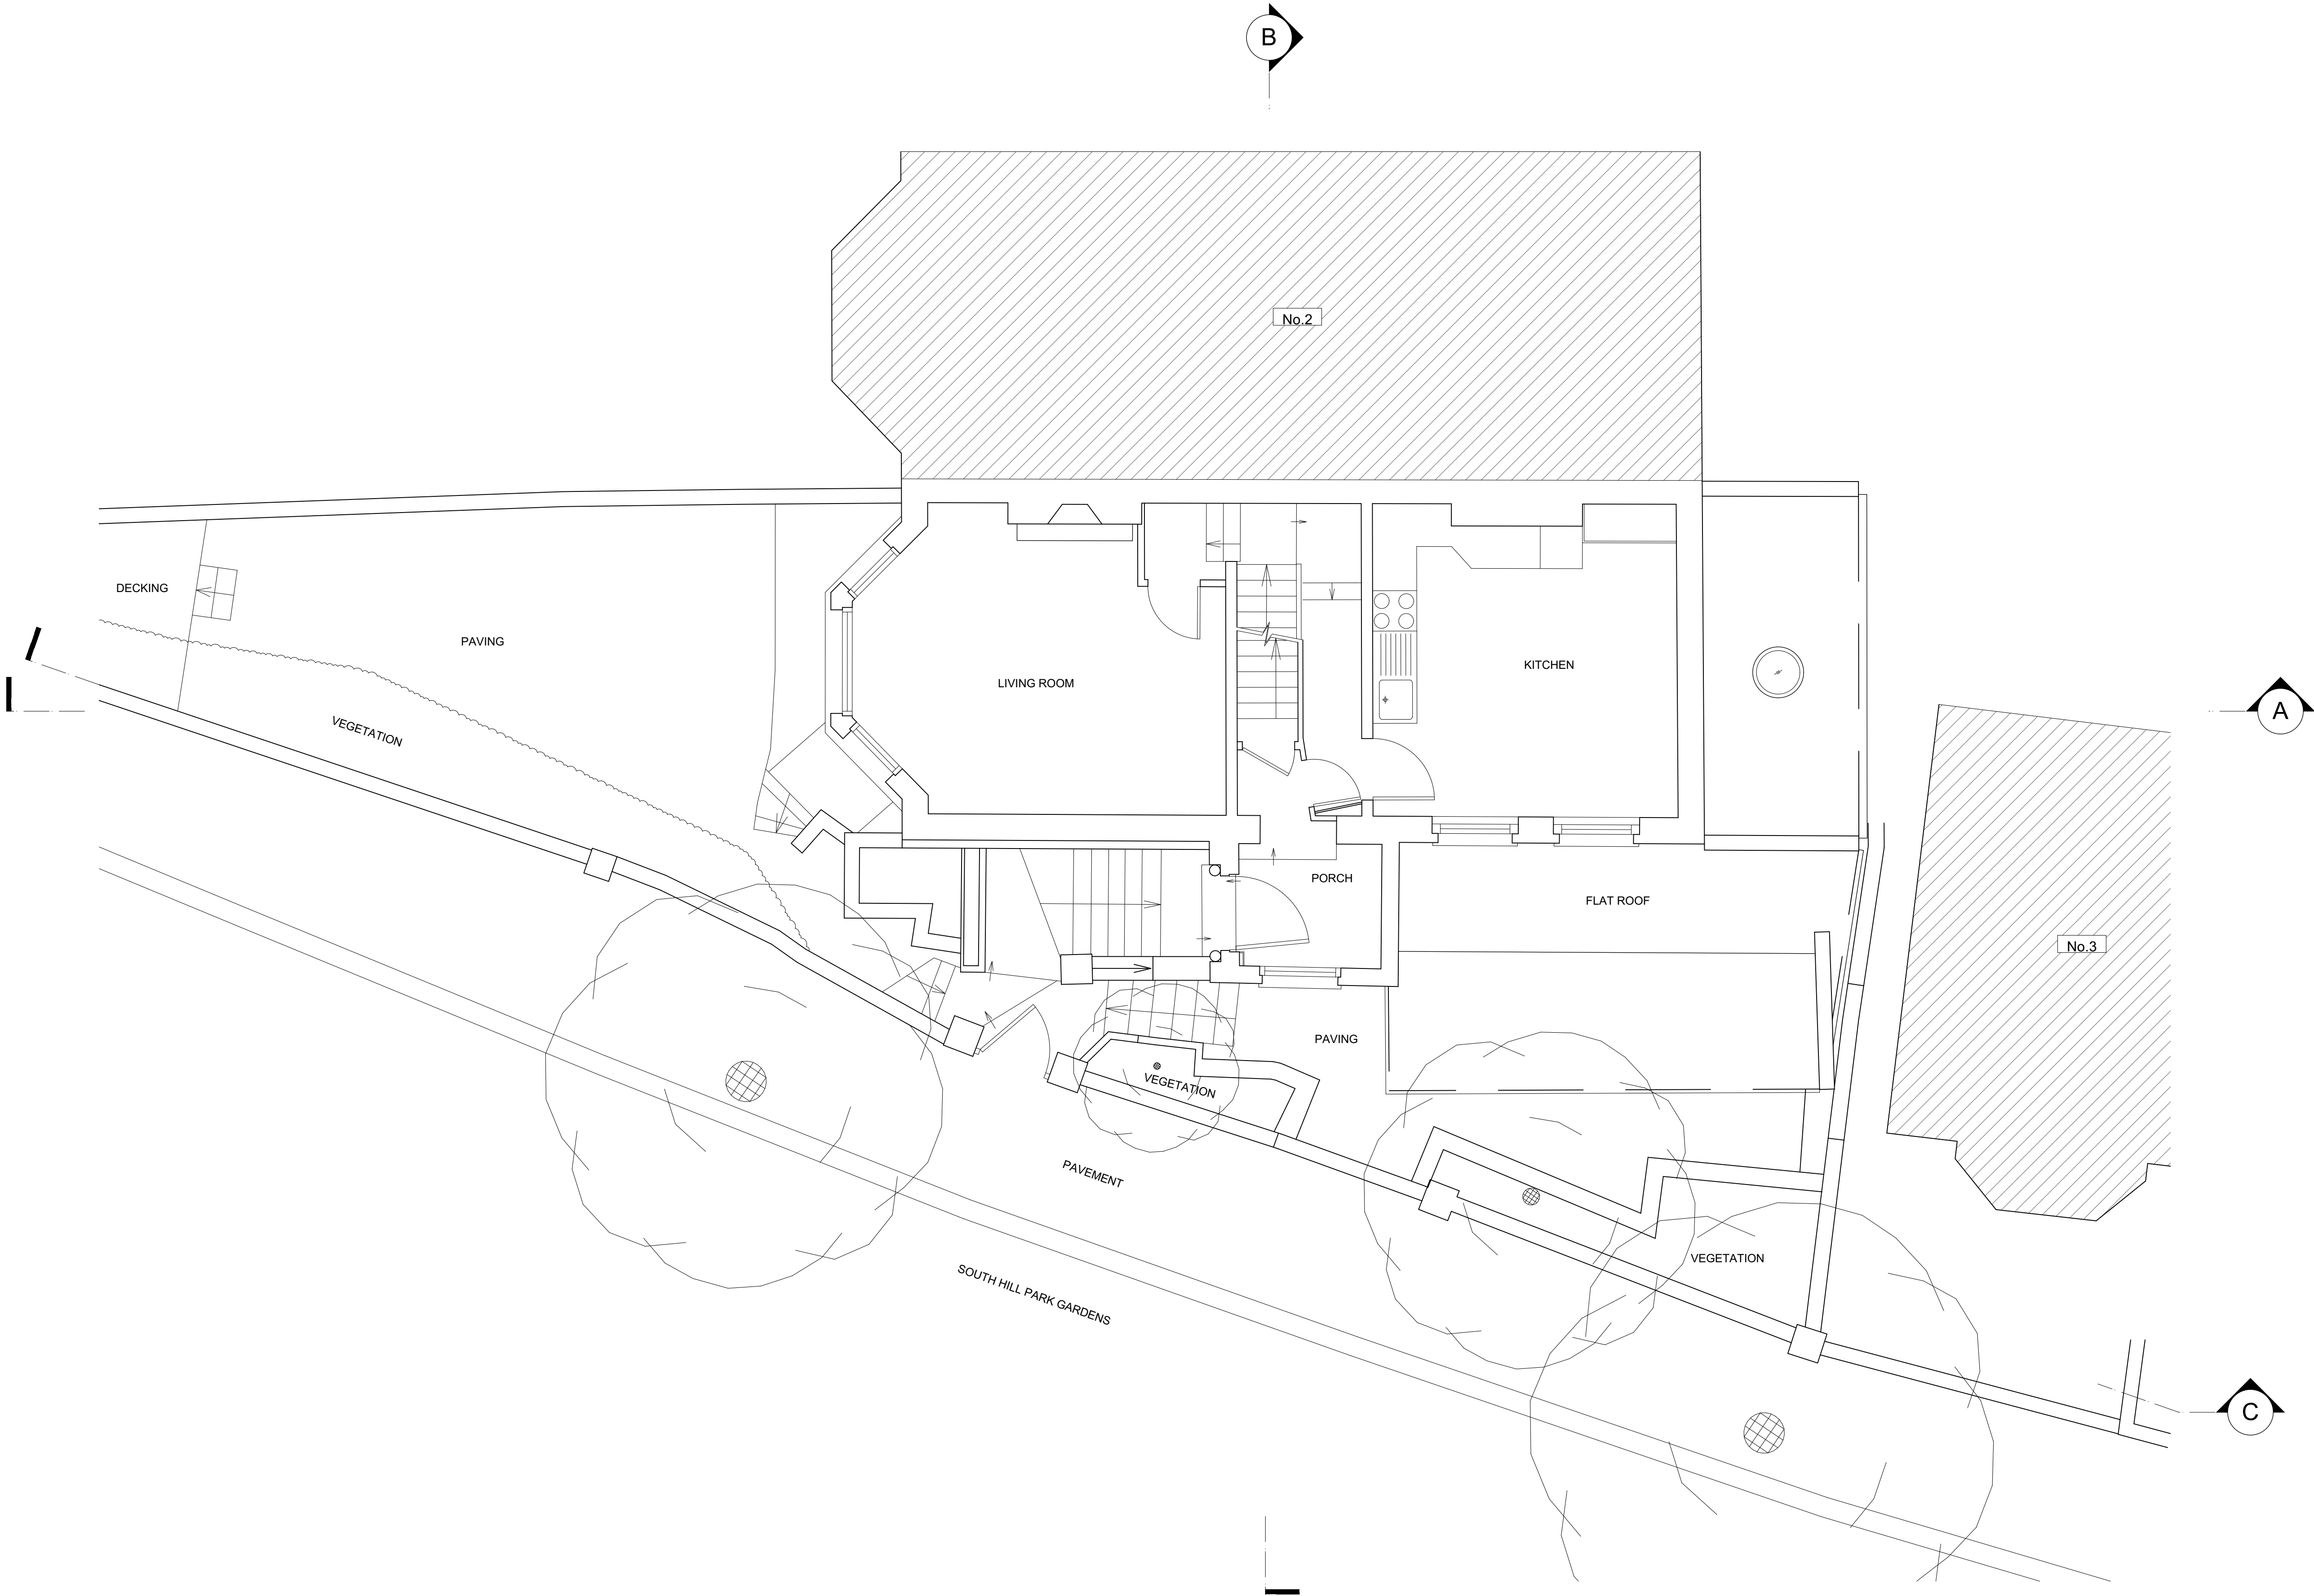 B
No.2
DECKING
PAVING
KITCHEN
LIVING ROOM
A
VEGETATION
PORCH
FLAT ROOF
No.3
PAVING
VEGETATION
PAVEMENT
VEGETATION
SOUTH HILL PARK GARDENS
C